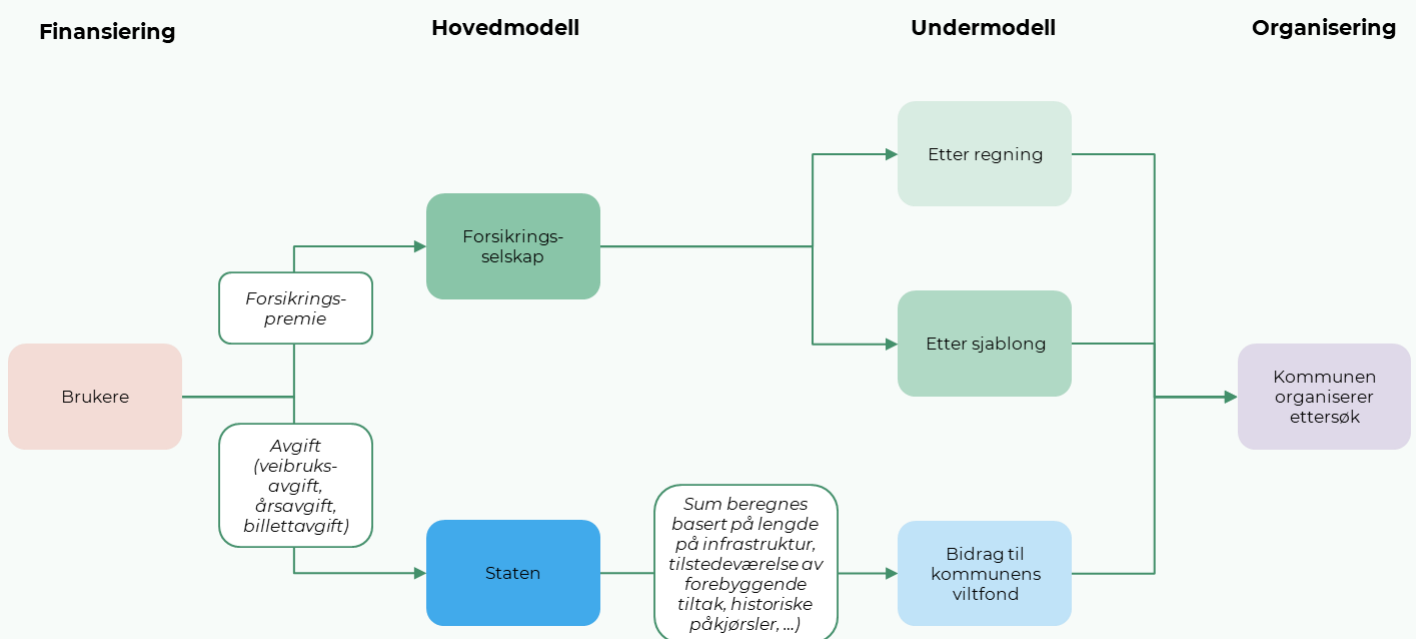 Finansiering
Hovedmodell
Undermodell
Organisering
Etter regning
Forsikrings-
selskap
Forsikrings-
premie
Etter sjablong
Brukere
Kommunen
organiserer
ettersøk
Avgift
(veibruks-
avgift,
årsavgift,
billettavgift)
Staten
Sum beregnes
basert på lengde
på infrastruktur,
tilstedeværelse av
forebyggende
tiltak, historiske
påkjørsler, ...)
Bidrag til
kommunens
viltfond